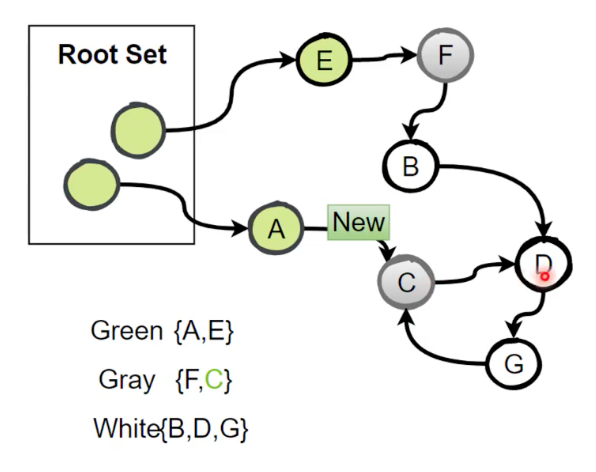 Root Set
E
F
B
New
A
D
C
G
Green {A,E}
Gray {F,C}
White{B,D,G}